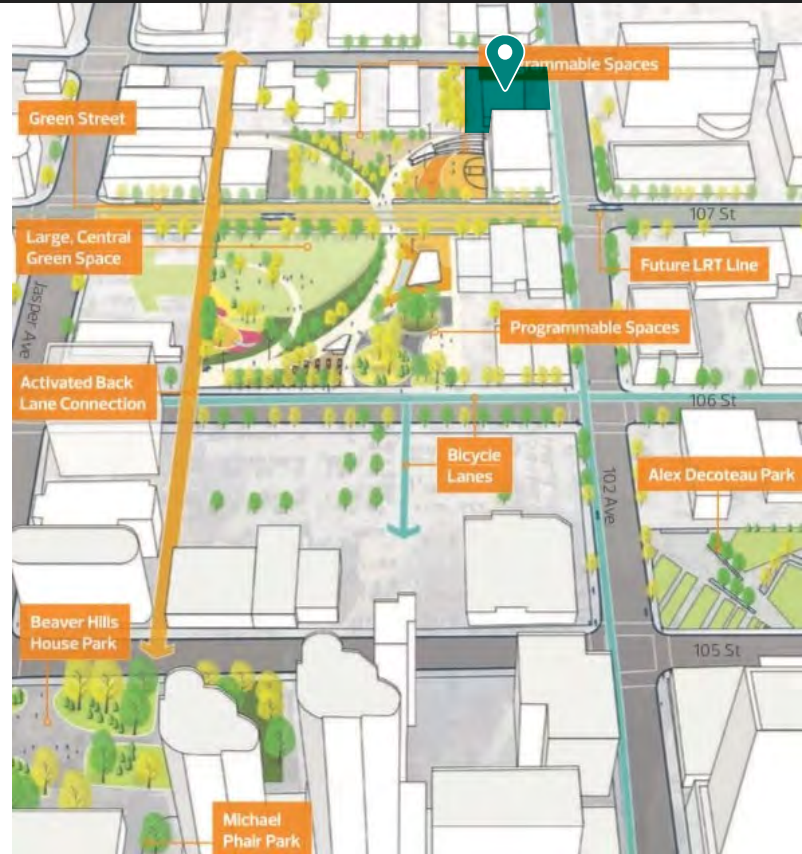 grammable Spaces
Green Street
107 St
Large, Central
Green Space
Future LRT Line
Jasper Ave
Programmable Spaces
Activated Back
Lane Connection
106 St
Bicycle
Lanes
Alex Decoteau Park
102 Ave
Beaver Hills
House Park
105 St
Michael
Phair Park